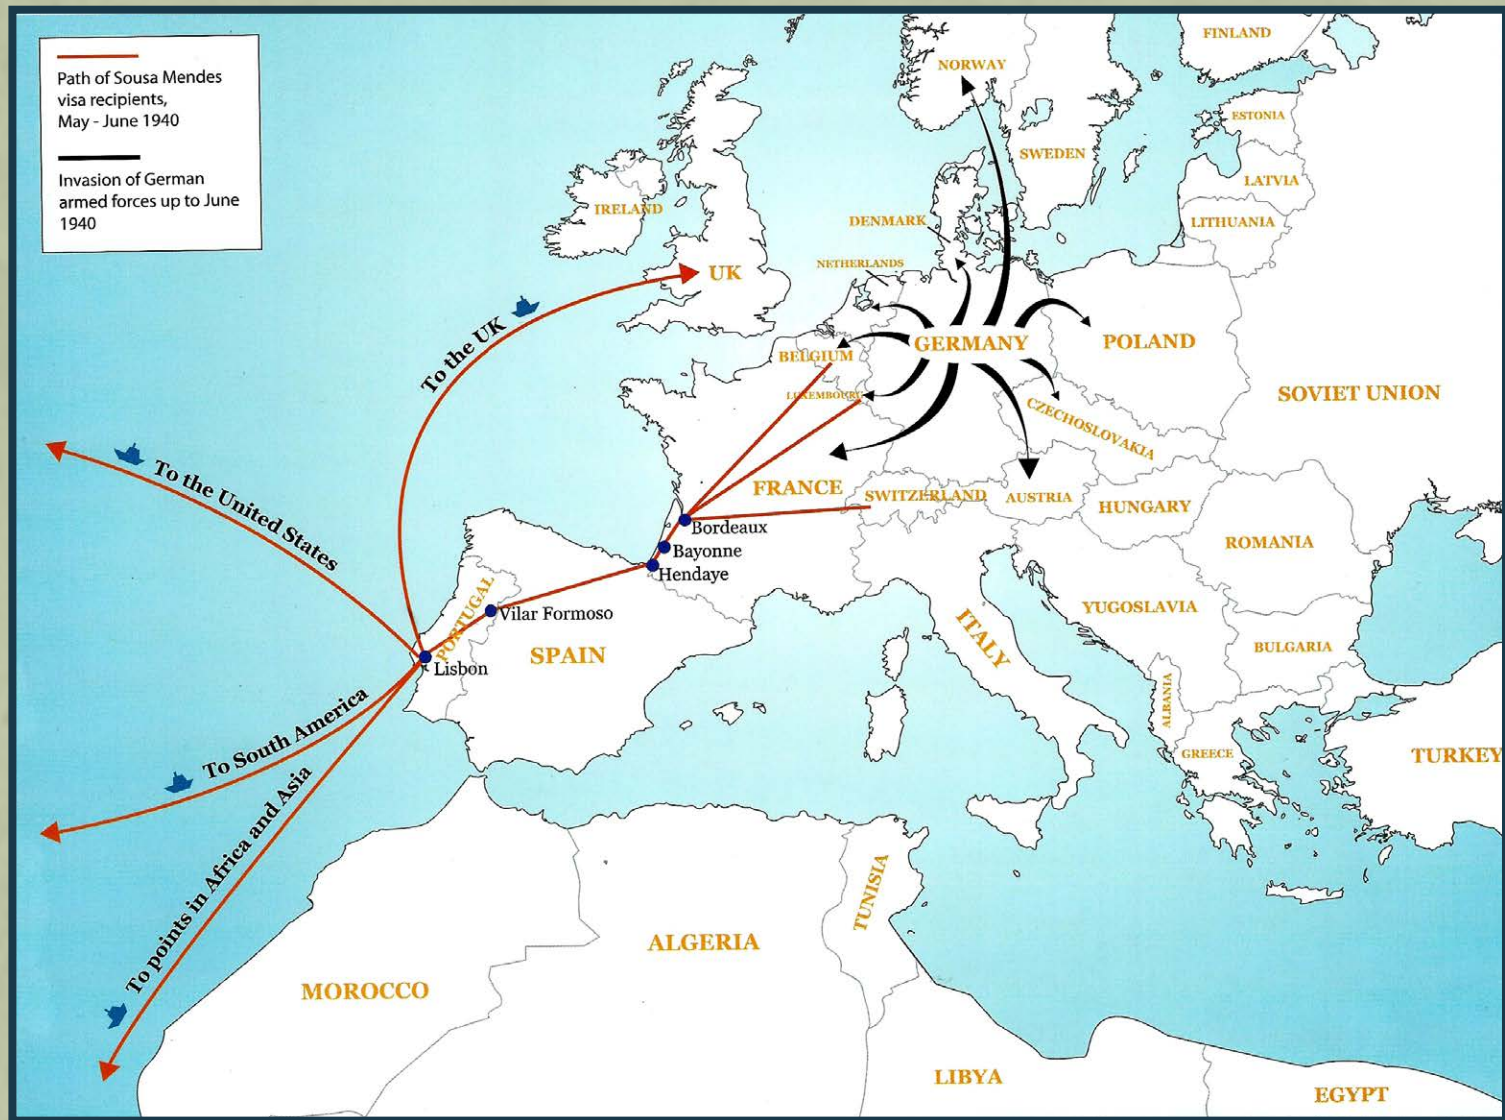 Path of Sousa Mendes
visa recipients,
May - June 1940
Invasion of German
armed forces up to June
1940
FINLAND
NORWAY
ESTONIA
SWEDEN
LATVIA
IRELAND
DENMARK
LITHUANIA
NETHERLANDS
UK
To the UK
GERMANY
POLAND
BELGIUM
LUXEMBOURG
SOVIET UNION
CZECHOSLOVAKIA
To the United States
FRANCE
SWITZERLAND
AUSTRIA
HUNGARY
Bordeaux
ROMANIA
Bayonne
Hendaye
YUGOSLAVIA
PORTUGAL
Vilar Formoso
ITALY
SPAIN
BULGARIA
Lisbon
ALBANIA
To South America
GREECE
TURKEY
To points in Africa and Asia
TUNISIA
ALGERIA
MOROCCO
LIBYA
EGYPT